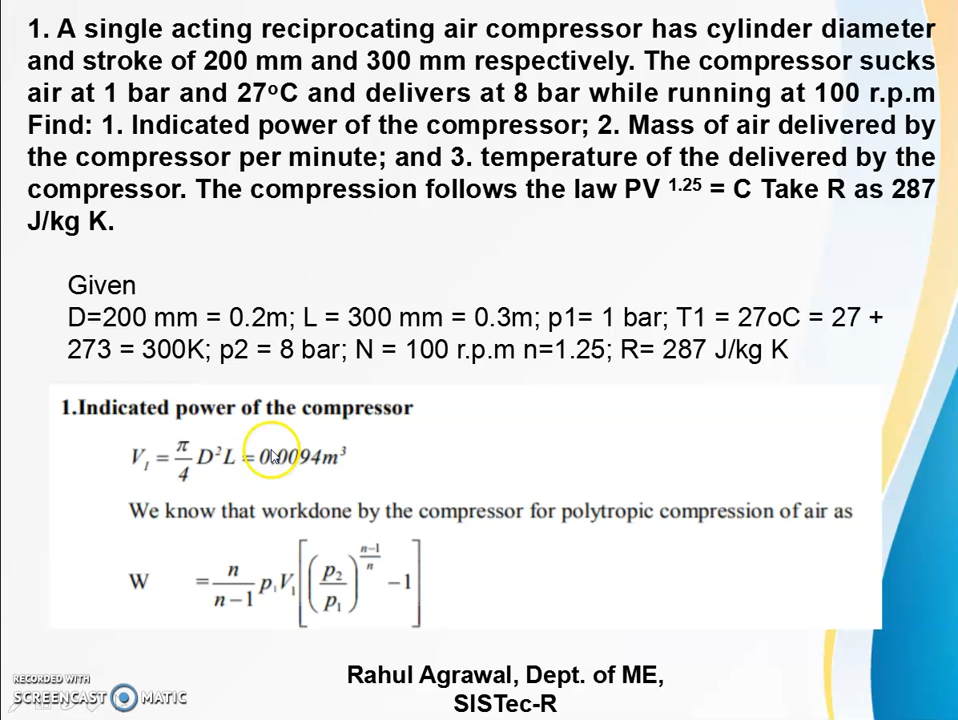 1. A single acting reciprocating air compressor has cylinder diameter
and stroke of 200 mm and 300 mm respectively. The compressor sucks
air at 1 bar and 27ᵒC and delivers at 8 bar while running at 100 r.p.m
Find: 1. Indicated power of the compressor; 2. Mass of air delivered by
the compressor per minute; and 3. temperature of the delivered by the
compressor. The compression follows the law PV ¹·²⁵ = C Take R as 287
J/kg K.
Given
D=200 mm = 0.2m; L = 300 mm = 0.3m; p1= 1 bar; T1 = 27oC = 27 +
273 = 300K; p2 = 8 bar; N = 100 r.p.m n=1.25; R= 287 J/kg K
1.Indicated power of the compressor
V₁ = π/4 D²L = 0.0094m³
We know that workdone by the compressor for polytropic compression of air as
W = n/(n−1) p₁V₁[(p₂/p₁)^((n−1)/n) −1]
Rahul Agrawal, Dept. of ME,
SISTec-R
RECORDED WITH
SCREENCAST MATIC